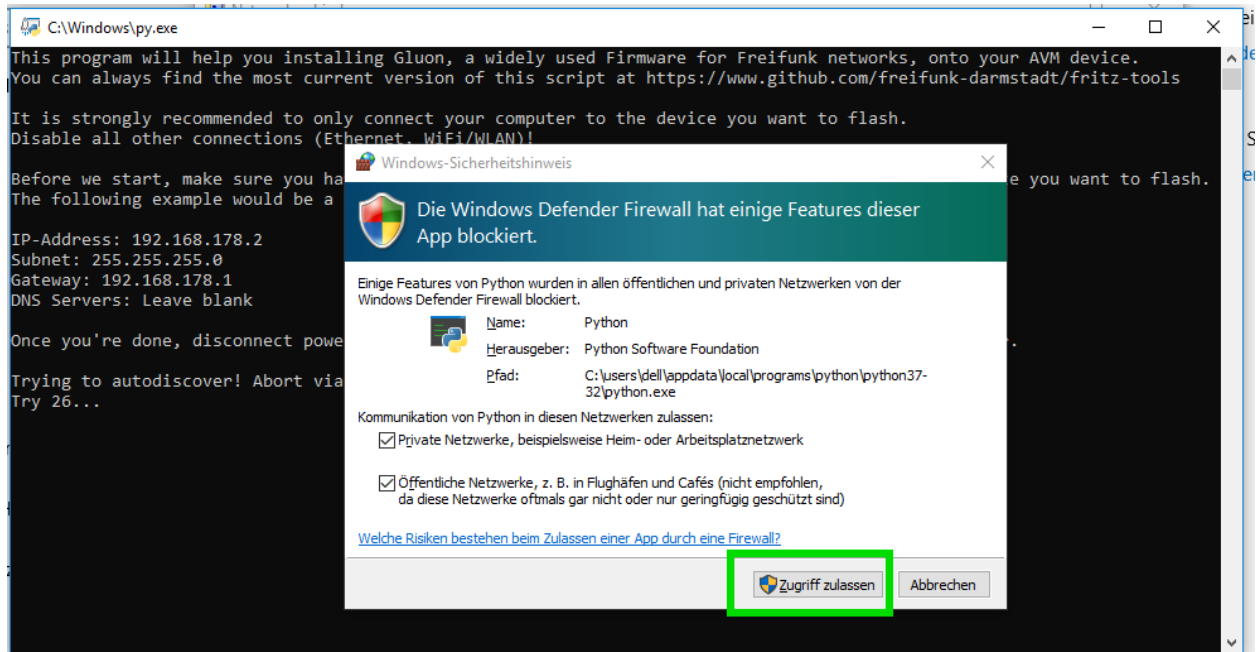 C:\Windows\py.exe
This program will help you installing Gluon, a widely used Firmware for Freifunk networks, onto your AVM device.
You can always find the most current version of this script at https://www.github.com/freifunk-darmstadt/fritz-tools
It is strongly recommended to only connect your computer to the device you want to flash.
Disable all other connections (Ethernet, WiFi/WLAN)!
Before we start, make sure you ha
e you want to flash.
The following example would be a
IP-Address: 192.168.178.2
Subnet: 255.255.255.0
Gateway: 192.168.178.1
DNS Servers: Leave blank
Once you're done, disconnect powe
.
Trying to autodiscover! Abort via
Try 26...
Windows-Sicherheitshinweis
Die Windows Defender Firewall hat einige Features dieser
App blockiert.
Einige Features von Python wurden in allen öffentlichen und privaten Netzwerken von der
Windows Defender Firewall blockiert.
Name: Python
Herausgeber: Python Software Foundation
Pfad: C:\users\dell\appdata\local\programs\python\python37-
32\python.exe
Kommunikation von Python in diesen Netzwerken zulassen:
Private Netzwerke, beispielsweise Heim- oder Arbeitsplatznetzwerk
Öffentliche Netzwerke, z. B. in Flughäfen und Cafés (nicht empfohlen,
da diese Netzwerke oftmals gar nicht oder nur geringfügig geschützt sind)
Welche Risiken bestehen beim Zulassen einer App durch eine Firewall?
Zugriff zulassen
Abbrechen